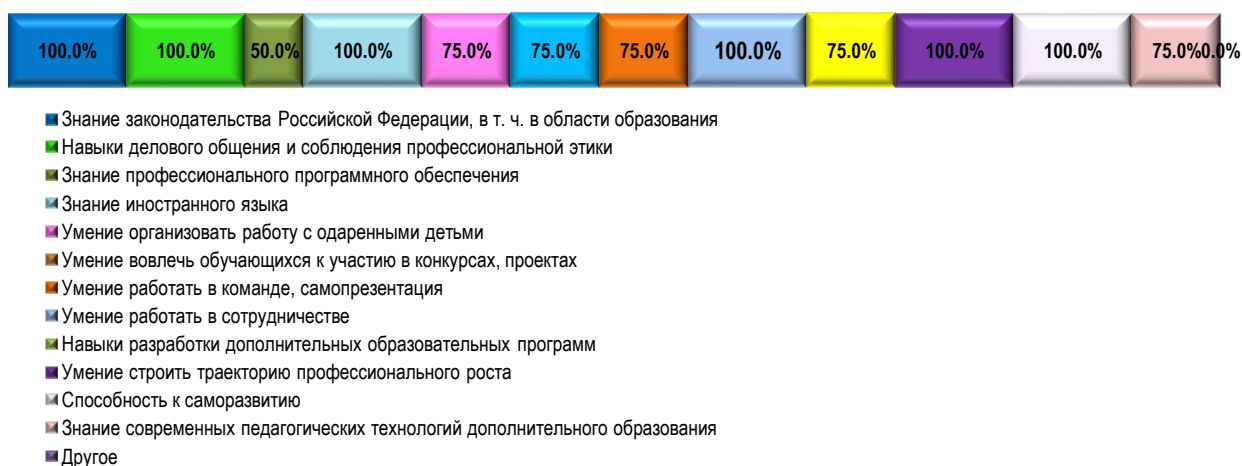 100.0% 100.0% 50.0% 100.0% 75.0% 75.0% 75.0% 100.0% 75.0% 100.0% 100.0% 75.0% 0.0%
Знание законодательства Российской Федерации, в т. ч. в области образования
Навыки делового общения и соблюдения профессиональной этики
Знание профессионального программного обеспечения
Знание иностранного языка
Умение организовать работу с одаренными детьми
Умение вовлечь обучающихся к участию в конкурсах, проектах
Умение работать в команде, самопрезентация
Умение работать в сотрудничестве
Навыки разработки дополнительных образовательных программ
Умение строить траекторию профессионального роста
Способность к саморазвитию
Знание современных педагогических технологий дополнительного образования
Другое